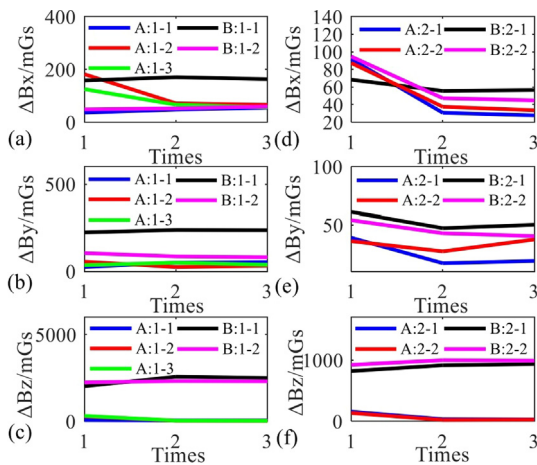 ΔBx/mGs
400
200
0
A:1-1 B:1-1
A:1-2 B:1-2
A:1-3
1 2 3
Times
(a)
ΔBx/mGs
140
120
100
80
60
40
20
A:2-1 B:2-1
A:2-2 B:2-2
1 2 3
Times
(d)
ΔBy/mGs
500
0
A:1-1 B:1-1
A:1-2 B:1-2
A:1-3
1 2 3
Times
(b)
ΔBy/mGs
100
50
A:2-1 B:2-1
A:2-2 B:2-2
1 2 3
Times
(e)
ΔBz/mGs
5000
0
A:1-1 B:1-1
A:1-2 B:1-2
A:1-3
1 2 3
Times
(c)
ΔBz/mGs
1000
0
A:2-1 B:2-1
A:2-2 B:2-2
1 2 3
Times
(f)